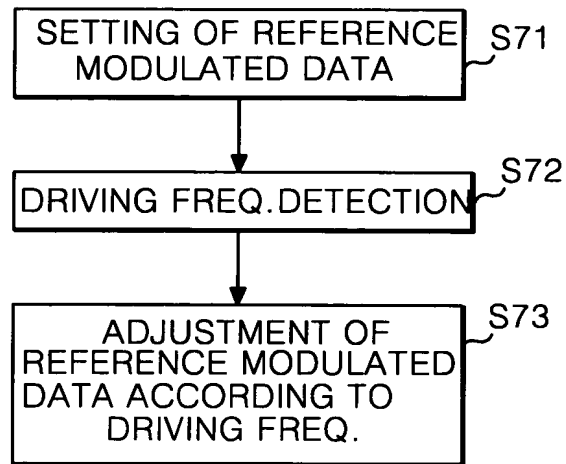 SETTING OF REFERENCE
MODULATED DATA
S71
DRIVING FREQ.DETECTION
S72
ADJUSTMENT OF
REFERENCE MODULATED
DATA ACCORDING TO
DRIVING FREQ.
S73